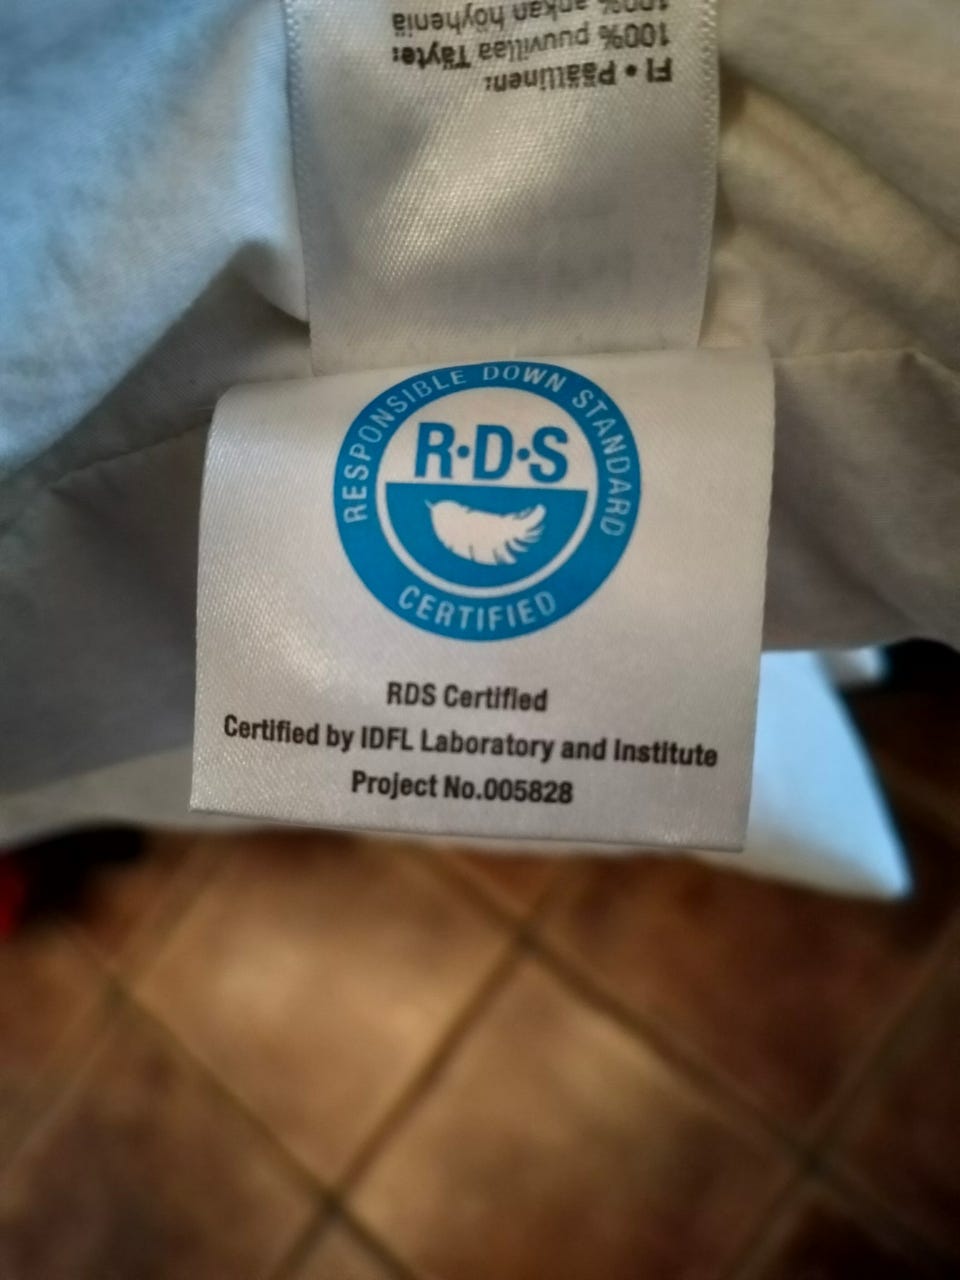 FI • Päällinen:
100% puuvillaa Täyte:
100% ankan höyheniä
RESPONSIBLE DOWN STANDARD
R·D·S
CERTIFIED
RDS Certified
Certified by IDFL Laboratory and Institute
Project No.005828